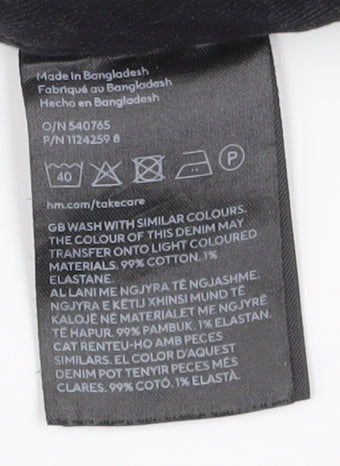 Made in Bangladesh
Fabriqué au Bangladesh
Hecho en Bangladesh
O/N 540765
P/N 1124259 8
40
P
hm.com/takecare
GB WASH WITH SIMILAR COLOURS.
THE COLOUR OF THIS DENIM MAY
TRANSFER ONTO LIGHT COLOURED
MATERIALS. 99% COTTON. 1%
ELASTANE
AL LANI ME NGJYRA TË NGJASHME.
NGJYRA E KËTIJ XHINSI MUND TË
KALOJË NË MATERIALET ME NGJYRË
TË HAPUR. 99% PAMBUK. 1% ELASTAN.
CAT RENTEU-HO AMB PECES
SIMILARS. EL COLOR D'AQUEST
DENIM POT TENYIR PECES MÉS
CLARES. 99% COTÓ. 1% ELASTÀ.